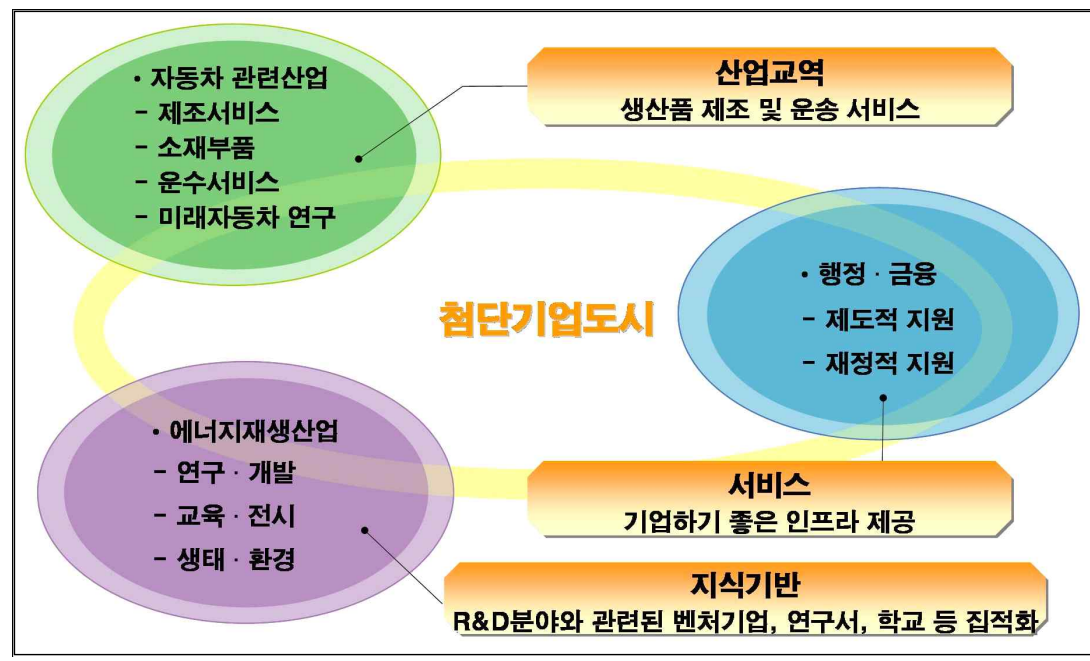 • 자동차 관련산업
- 제조서비스
- 소재부품
- 운수서비스
- 미래자동차 연구
산업교역
생산품 제조 및 운송 서비스
첨단기업도시
• 행정 · 금융
- 제도적 지원
- 재정적 지원
• 에너지재생산업
- 연구 · 개발
- 교육 · 전시
- 생태 · 환경
서비스
기업하기 좋은 인프라 제공
지식기반
R&D분야와 관련된 벤처기업, 연구서, 학교 등 집적화